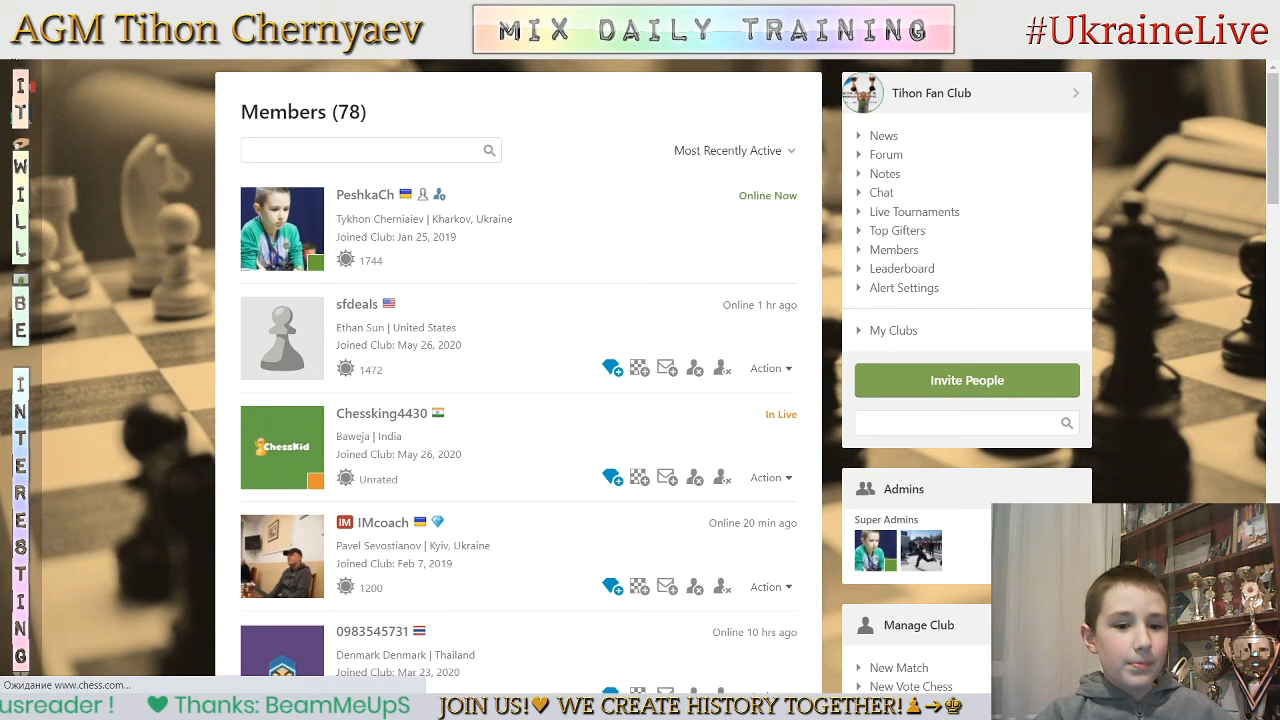 AGM Tihon Chernyaev
MIX DAILY TRAINING
#UkraineLive
IT WILL BE INTERESTING
Members (78)
Most Recently Active
PeshkaCh
Online Now
Tykhon Cherniaiev | Kharkov, Ukraine
Joined Club: Jan 25, 2019
1744
sfdeals
Online 1 hr ago
Ethan Sun | United States
Joined Club: May 26, 2020
1472
Action
Chessking4430
In Live
ChessKid
Baweja | India
Joined Club: May 26, 2020
Unrated
Action
IM IMcoach
Online 20 min ago
Pavel Sevostianov | Kyiv, Ukraine
Joined Club: Feb 7, 2019
1200
Action
0983545731
Online 10 hrs ago
Denmark Denmark | Thailand
Joined Club: Mar 23, 2020
Tihon Fan Club
News
Forum
Notes
Chat
Live Tournaments
Top Gifters
Members
Leaderboard
Alert Settings
My Clubs
Invite People
Admins
Super Admins
Manage Club
New Match
New Vote Chess
Ожидание www.chess.com...
usreader ! Thanks: BeamMeUpS
JOIN US! WE CREATE HISTORY TOGETHER!